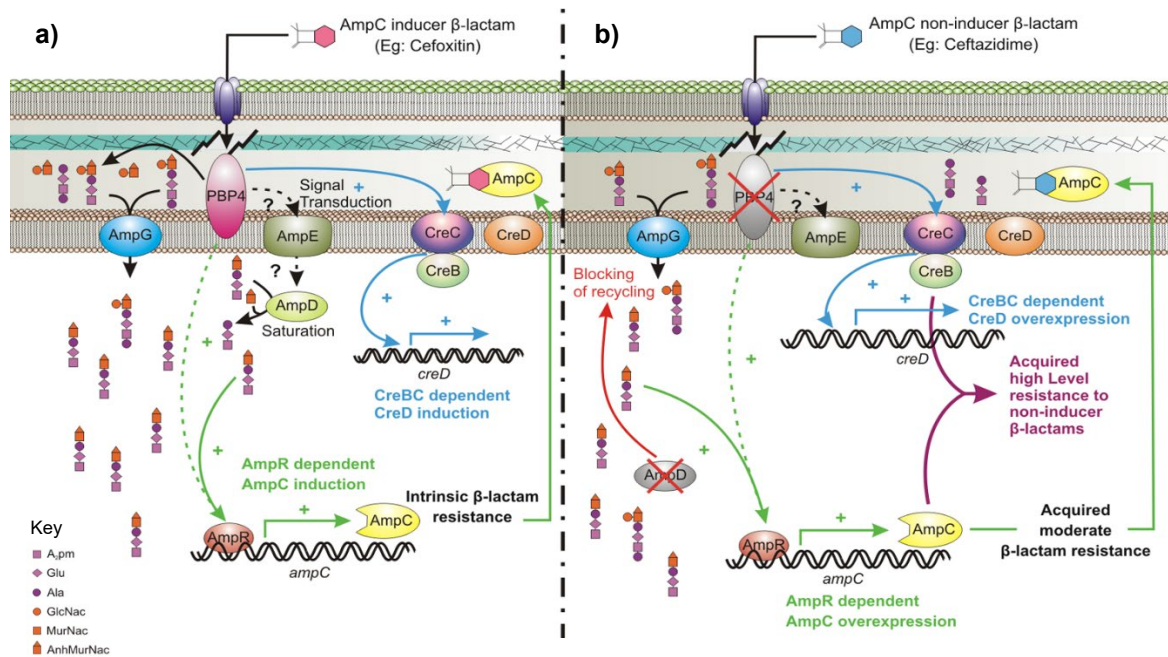 a)
AmpC inducer β-lactam
(Eg: Cefoxitin)
PBP4
+
Signal
Transduction
?
AmpC
AmpG
AmpE
CreC
CreD
CreB
?
AmpD
Saturation
+
+
+
creD
CreBC dependent
CreD induction
+
+
AmpR dependent
AmpC induction
Intrinsic β-lactam
resistance
+
AmpC
AmpR
ampC
Key
A₂pm
Glu
Ala
GlcNac
MurNac
AnhMurNac
b)
AmpC non-inducer β-lactam
(Eg: Ceftazidime)
PBP4
+
?
AmpC
AmpG
AmpE
CreC
CreD
CreB
Blocking
of recycling
+
+
CreBC dependent
CreD overexpression
creD
+
Acquired
high Level
resistance to
non-inducer
β-lactams
+
AmpD
+
AmpC
AmpR
ampC
Acquired
moderate
β-lactam resistance
AmpR dependent
AmpC overexpression